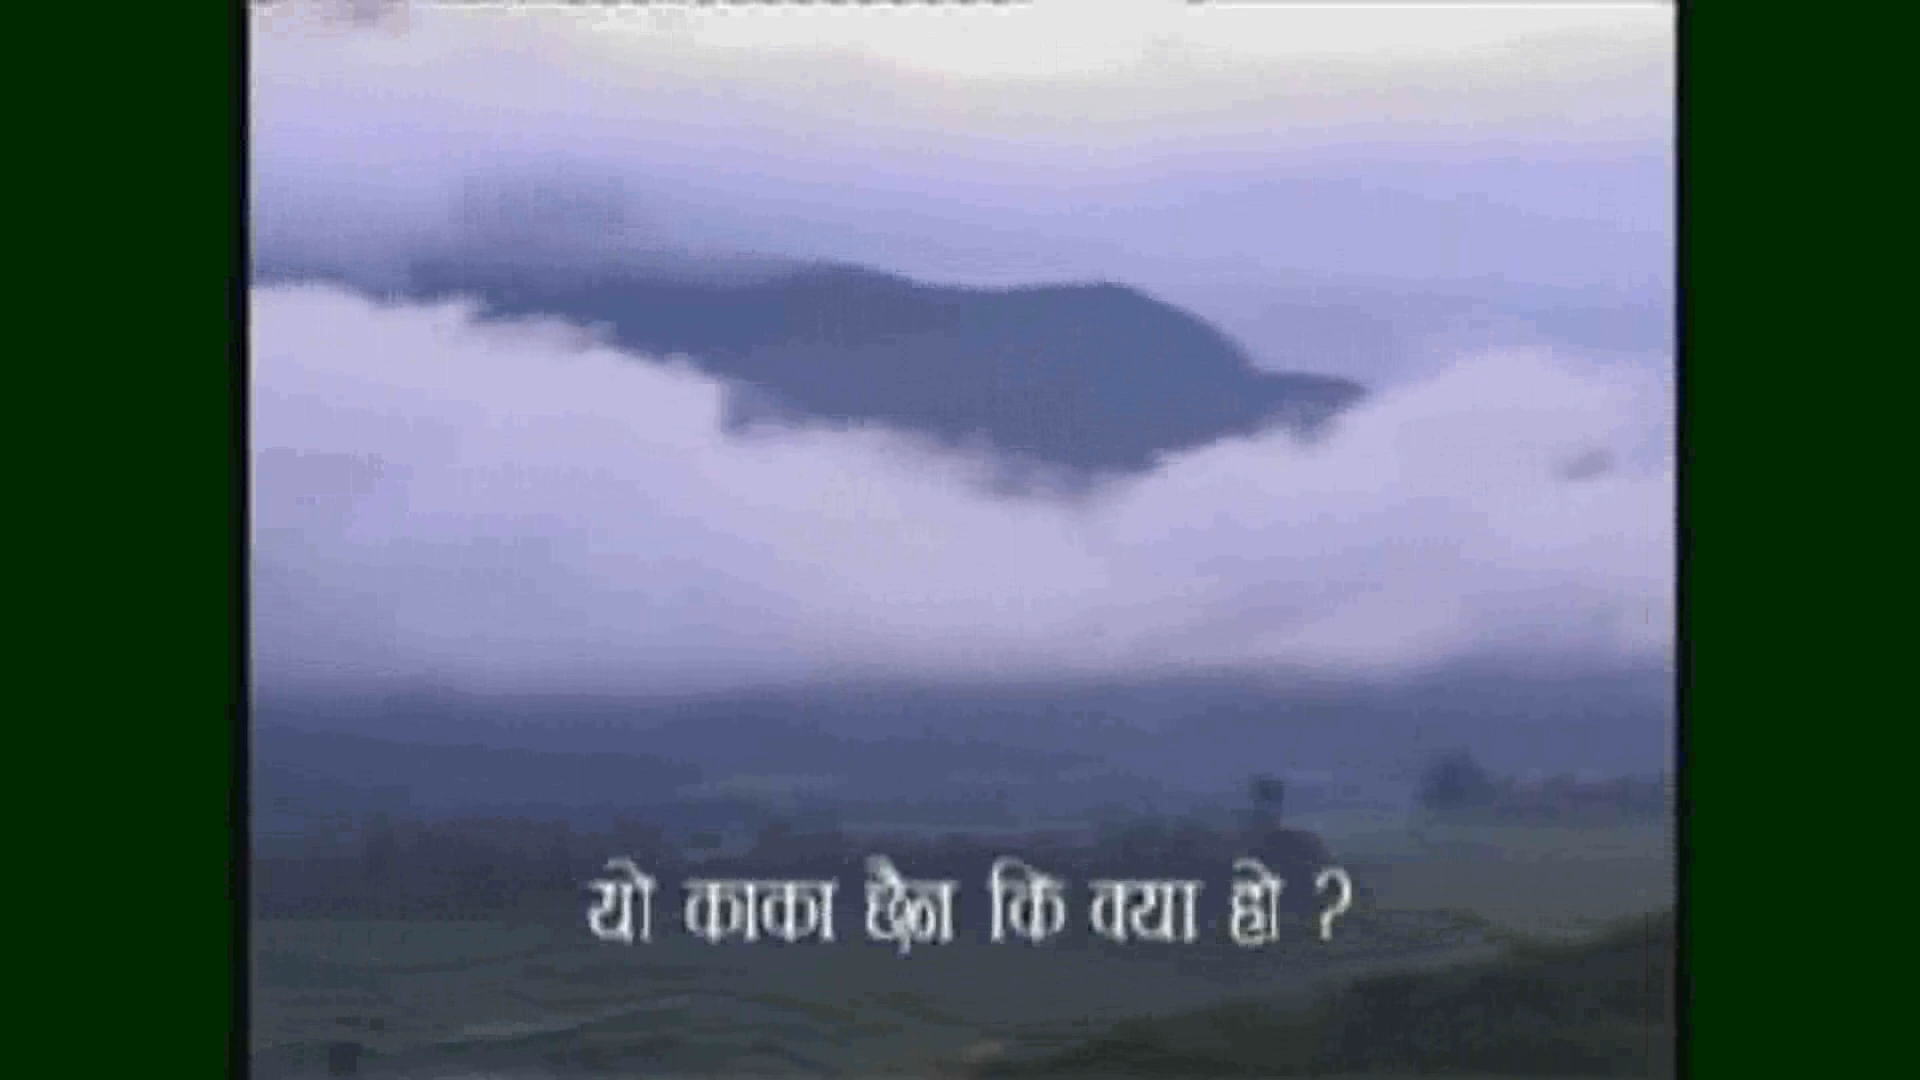 यो काका छैन कि क्या हो ?